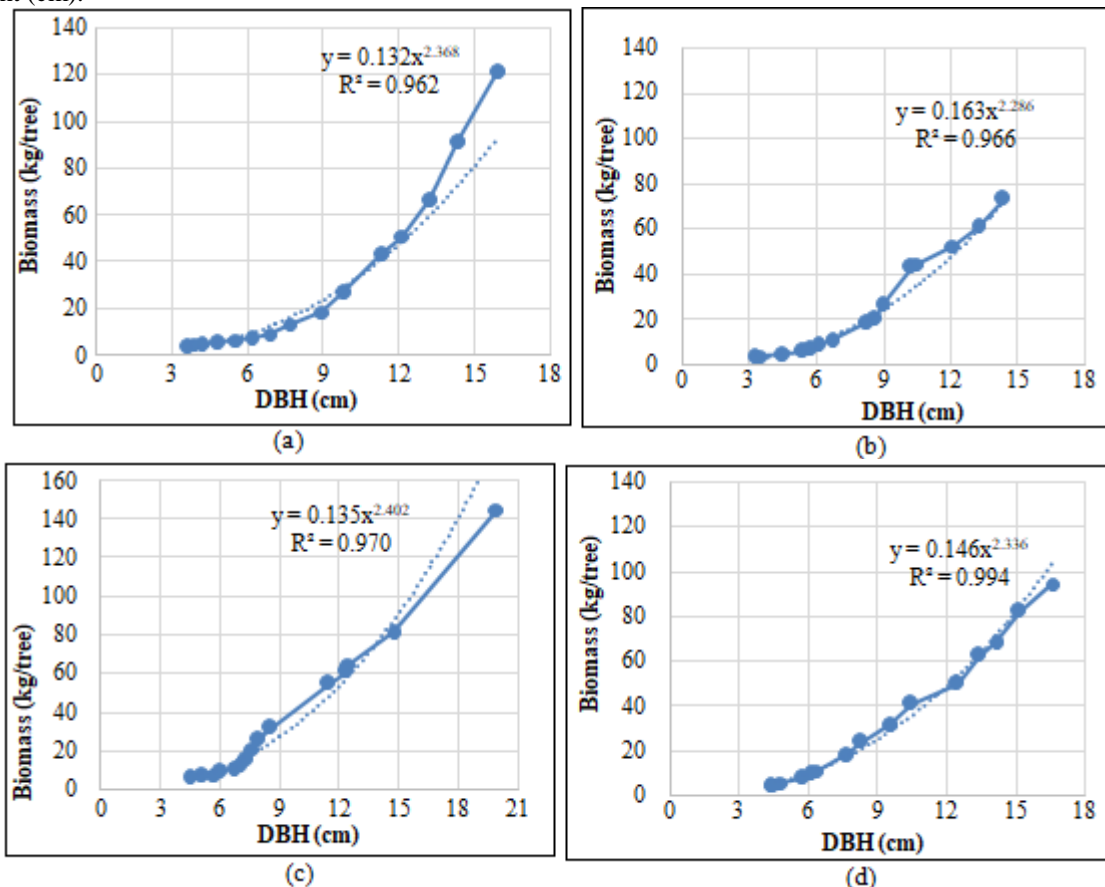 nt (cm).
140
120
100
80
60
40
20
0
Biomass (kg/tree)
y = 0.132x^2.368
R² = 0.962
0 3 6 9 12 15 18
DBH (cm)
(a)
140
120
100
80
60
40
20
0
Biomass (kg/tree)
y = 0.163x^2.286
R² = 0.966
0 3 6 9 12 15 18
DBH (cm)
(b)
160
140
120
100
80
60
40
20
0
Biomass (kg/tree)
y = 0.135x^2.402
R² = 0.970
0 3 6 9 12 15 18 21
DBH (cm)
(c)
140
120
100
80
60
40
20
0
Biomass (kg/tree)
y = 0.146x^2.336
R² = 0.994
0 3 6 9 12 15 18
DBH (cm)
(d)